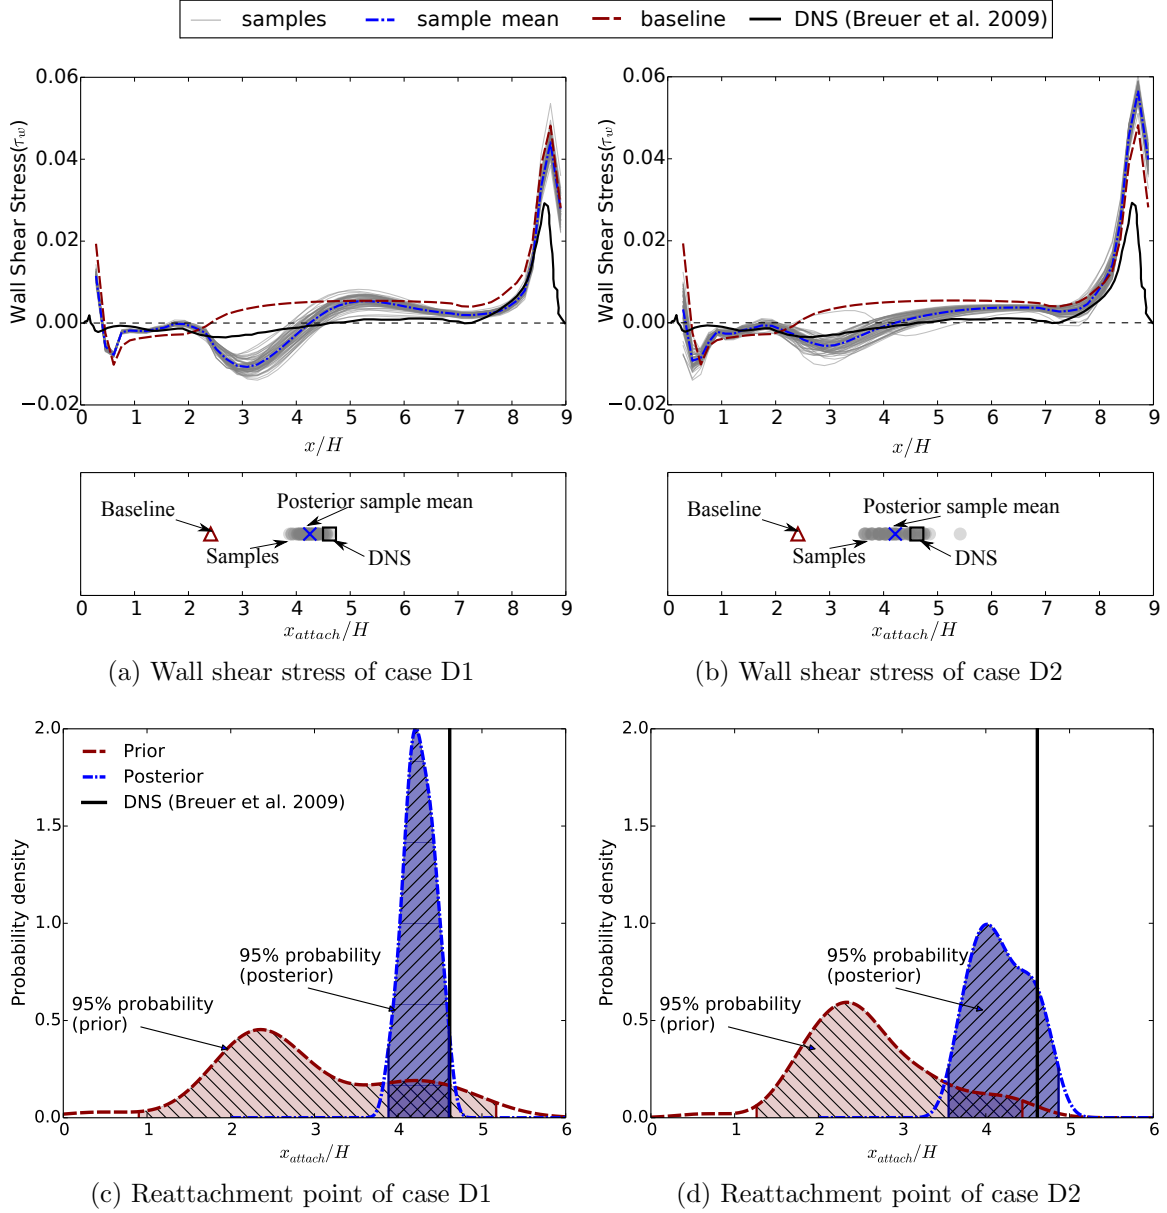 samples sample mean baseline DNS (Breuer et al. 2009)
0.06
0.04
0.02
0.00
−0.02
Wall Shear Stress(τw)
0 1 2 3 4 5 6 7 8 9
x/H
0.06
0.04
0.02
0.00
−0.02
Wall Shear Stress(τw)
0 1 2 3 4 5 6 7 8 9
x/H
Baseline
Posterior sample mean
Samples
DNS
0 1 2 3 4 5 6 7 8 9
xattach/H
Baseline
Posterior sample mean
Samples
DNS
0 1 2 3 4 5 6 7 8 9
xattach/H
(a) Wall shear stress of case D1
(b) Wall shear stress of case D2
2.0
1.5
1.0
0.5
0.0
Probability density
Prior
Posterior
DNS (Breuer et al. 2009)
95% probability
(posterior)
95% probability
(prior)
0 1 2 3 4 5 6
xattach/H
2.0
1.5
1.0
0.5
0.0
Probability density
95% probability
(posterior)
95% probability
(prior)
0 1 2 3 4 5 6
xattach/H
(c) Reattachment point of case D1
(d) Reattachment point of case D2